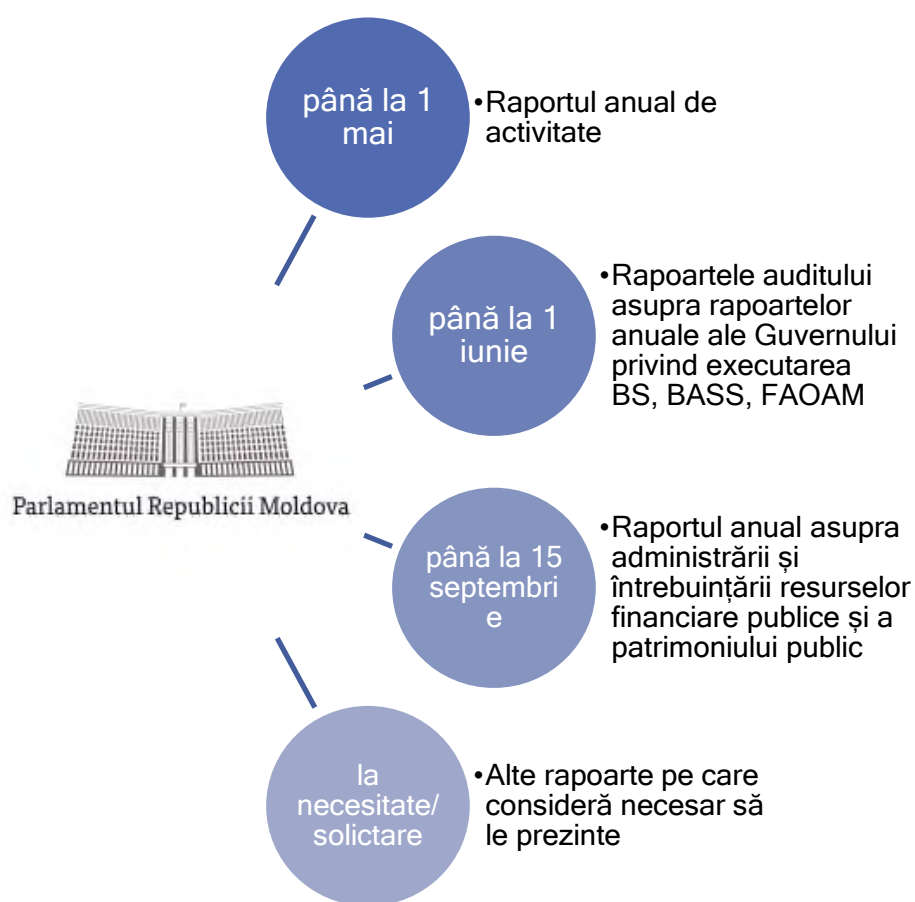 până la 1
mai
•Raportul anual de
activitate
până la 1
iunie
•Rapoartele auditului
asupra rapoartelor
anuale ale Guvernului
privind executarea
BS, BASS, FAOAM
Parlamentul Republicii Moldova
până la 15
septembri
e
•Raportul anual asupra
administrării și
întrebuințării resurselor
financiare publice și a
patrimoniului public
la
necesitate/
solictare
•Alte rapoarte pe care
consideră necesar să
le prezinte